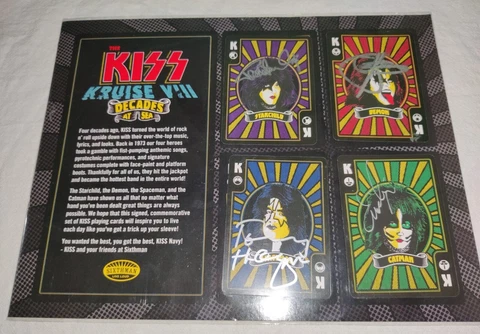 THE
KISS
KRUISE VIII
DECADES
AT SEA
Four decades ago, KISS turned the world of rock
n' roll upside down with their over-the-top music,
lyrics, and looks. Back in 1973 our four heroes
took a gamble with fist-pumping anthemic songs,
pyrotechnic performances, and signature
costumes complete with face-paint and platform
boots. Thankfully for all of us, they hit the jackpot
and became the hottest band in the entire world!
The Starchild, the Demon, the Spaceman, and the
Catman have shown us all that no matter what
hand you've been dealt great things are always
possible. We hope that this signed, commemorative
set of KISS playing cards will inspire you to live
each day like you've got a trick up your sleeve!
You wanted the best, you got the best, KISS Navy!
- KISS and your friends at Sixthman
SIXTHMAN
K
STARCHILD
K
K
DEMON
K
K
K
K
CATMAN
K